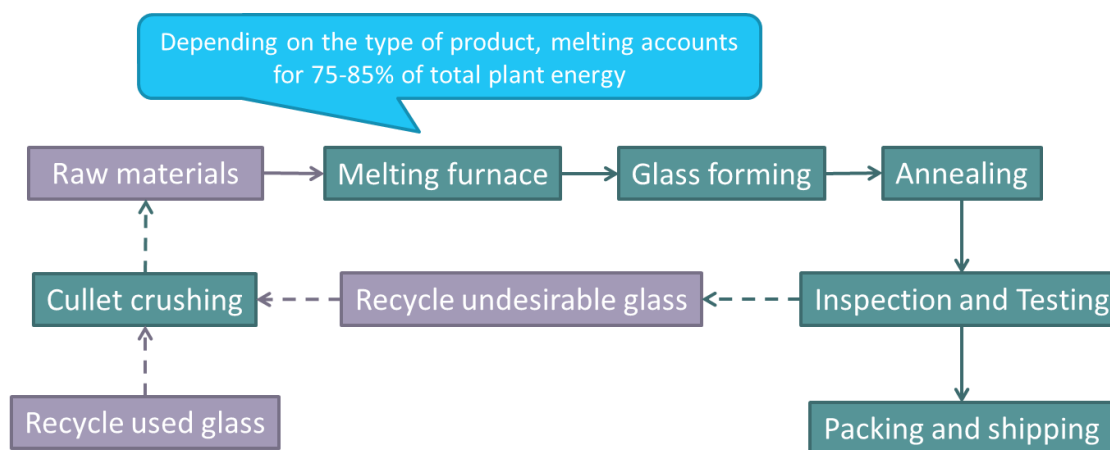 Depending on the type of product, melting accounts
for 75-85% of total plant energy
Raw materials
Melting furnace
Glass forming
Annealing
Cullet crushing
Recycle undesirable glass
Inspection and Testing
Recycle used glass
Packing and shipping